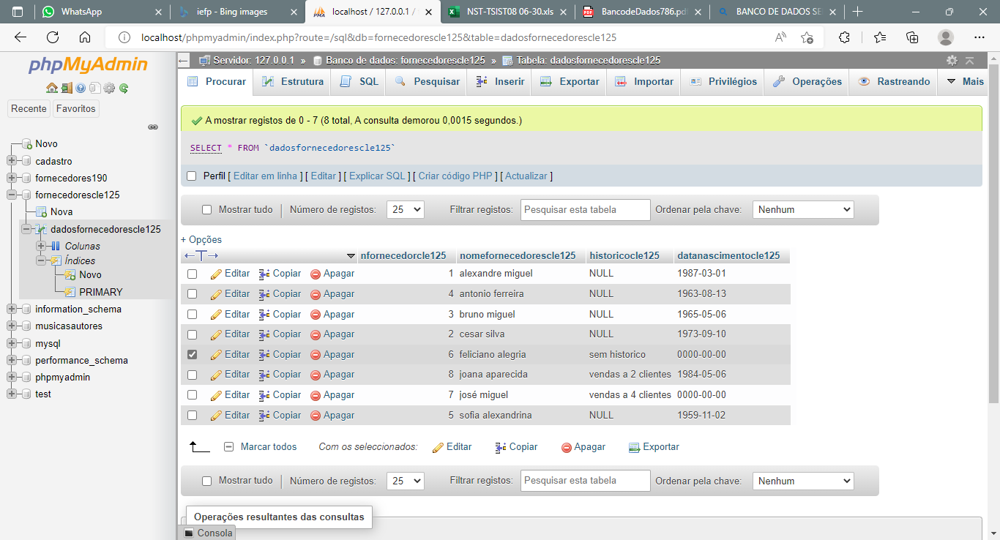 WhatsApp
iefp - Bing images
localhost / 127.0.0.1 /
NST-TSIST08 06-30.xls
BancodeDados786.pdf
BANCO DE DADOS SE
localhost/phpmyadmin/index.php?route=/sql&db=fornecedorescle125&table=dadosfornecedorescle125
phpMyAdmin
Recente Favoritos
Novo
cadastro
fornecedores190
fornecedorescle125
Nova
dadosfornecedorescle125
Colunas
Índices
Novo
PRIMARY
information_schema
musicasautores
mysql
performance_schema
phpmyadmin
test
Servidor: 127.0.0.1 » Banco de dados: fornecedorescle125 » Tabela: dadosfornecedorescle125
Procurar Estrutura SQL Pesquisar Inserir Exportar Importar Privilégios Operações Rastreando Mais
A mostrar registos de 0 - 7 (8 total, A consulta demorou 0,0015 segundos.)
SELECT * FROM `dadosfornecedorescle125`
Perfil [ Editar em linha ] [ Editar ] [ Explicar SQL ] [ Criar código PHP ] [ Actualizar ]
Mostrar tudo Número de registos: 25 Filtrar registos: Pesquisar esta tabela Ordenar pela chave: Nenhum
+ Opções
nfornecedorcle125 nomefornecedorescle125 historicocle125 datanascimentocle125
Editar Copiar Apagar 1 alexandre miguel NULL 1987-03-01
Editar Copiar Apagar 4 antonio ferreira NULL 1963-08-13
Editar Copiar Apagar 3 bruno miguel NULL 1965-05-06
Editar Copiar Apagar 2 cesar silva NULL 1973-09-10
Editar Copiar Apagar 6 feliciano alegria sem historico 0000-00-00
Editar Copiar Apagar 8 joana aparecida vendas a 2 clientes 1984-05-06
Editar Copiar Apagar 7 josé miguel vendas a 4 clientes 0000-00-00
Editar Copiar Apagar 5 sofia alexandrina NULL 1959-11-02
Marcar todos Com os seleccionados: Editar Copiar Apagar Exportar
Mostrar tudo Número de registos: 25 Filtrar registos: Pesquisar esta tabela Ordenar pela chave: Nenhum
Operações resultantes das consultas
Consola